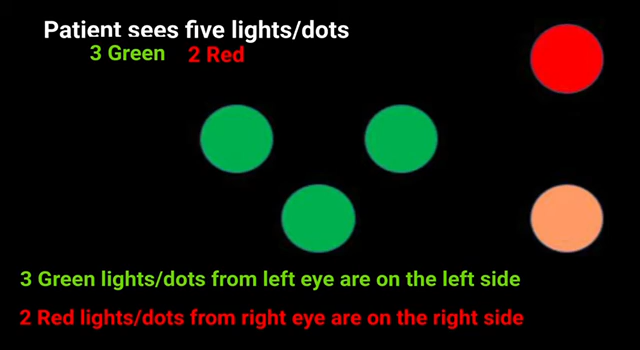 Patient sees five lights/dots
3 Green 2 Red
3 Green lights/dots from left eye are on the left side
2 Red lights/dots from right eye are on the right side